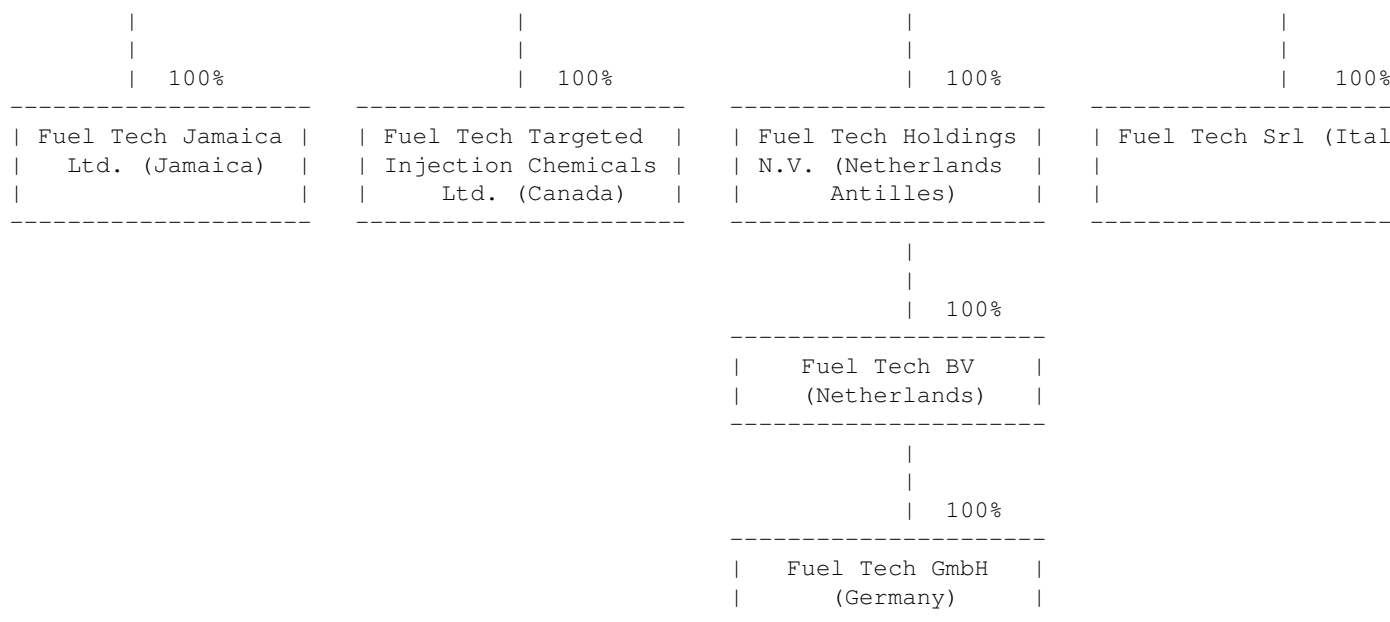 |                          |                          |                         |
|                          |                          |                         |
|  100%                       |  100%                       |  100%                      |   100%
---------------------   -----------------------   ----------------------   ---------------------
| Fuel Tech Jamaica |   | Fuel Tech Targeted  |   | Fuel Tech Holdings |   | Fuel Tech Srl (Ital
|   Ltd. (Jamaica)  |   | Injection Chemicals |   | N.V. (Netherlands  |   |
|                   |   |     Ltd. (Canada)   |   |      Antilles)     |   |
---------------------   -----------------------   ----------------------   ---------------------
|
|
|  100%
----------------------
|    Fuel Tech BV    |
|    (Netherlands)   |
----------------------
|
|
|  100%
----------------------
|   Fuel Tech GmbH   |
|      (Germany)     |